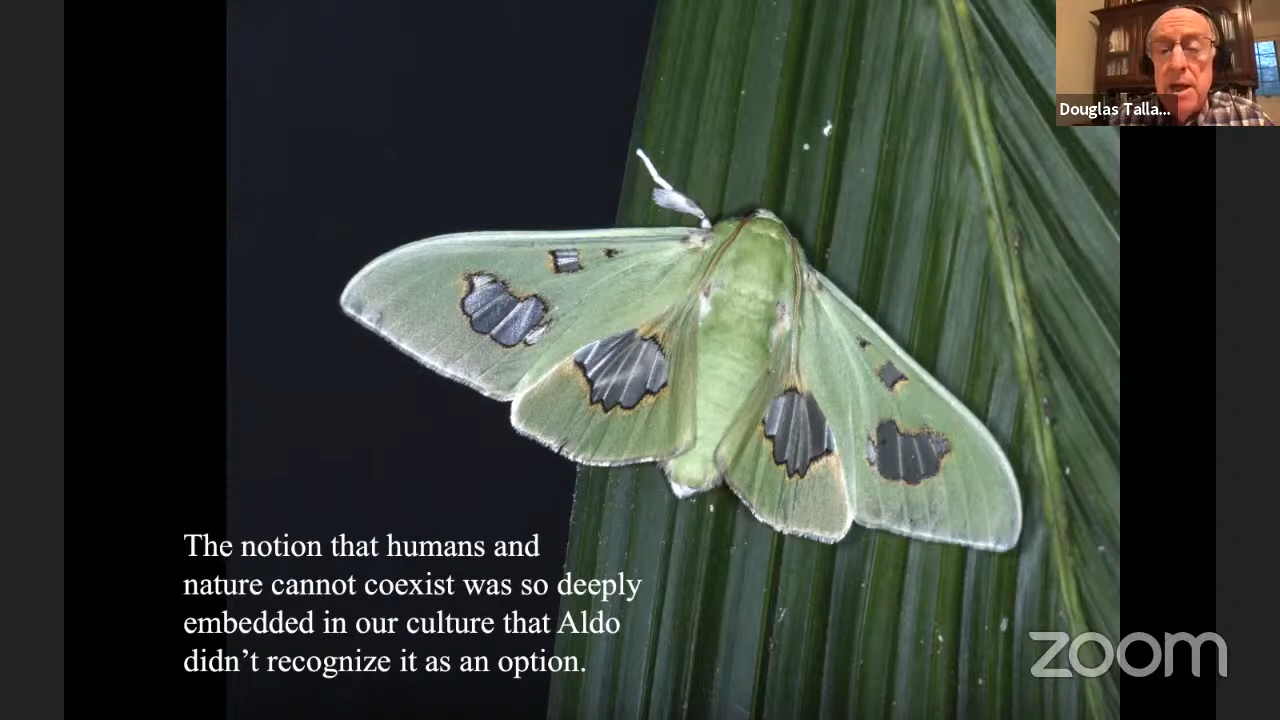 Douglas Talla...
The notion that humans and
nature cannot coexist was so deeply
embedded in our culture that Aldo
didn’t recognize it as an option.
zoom